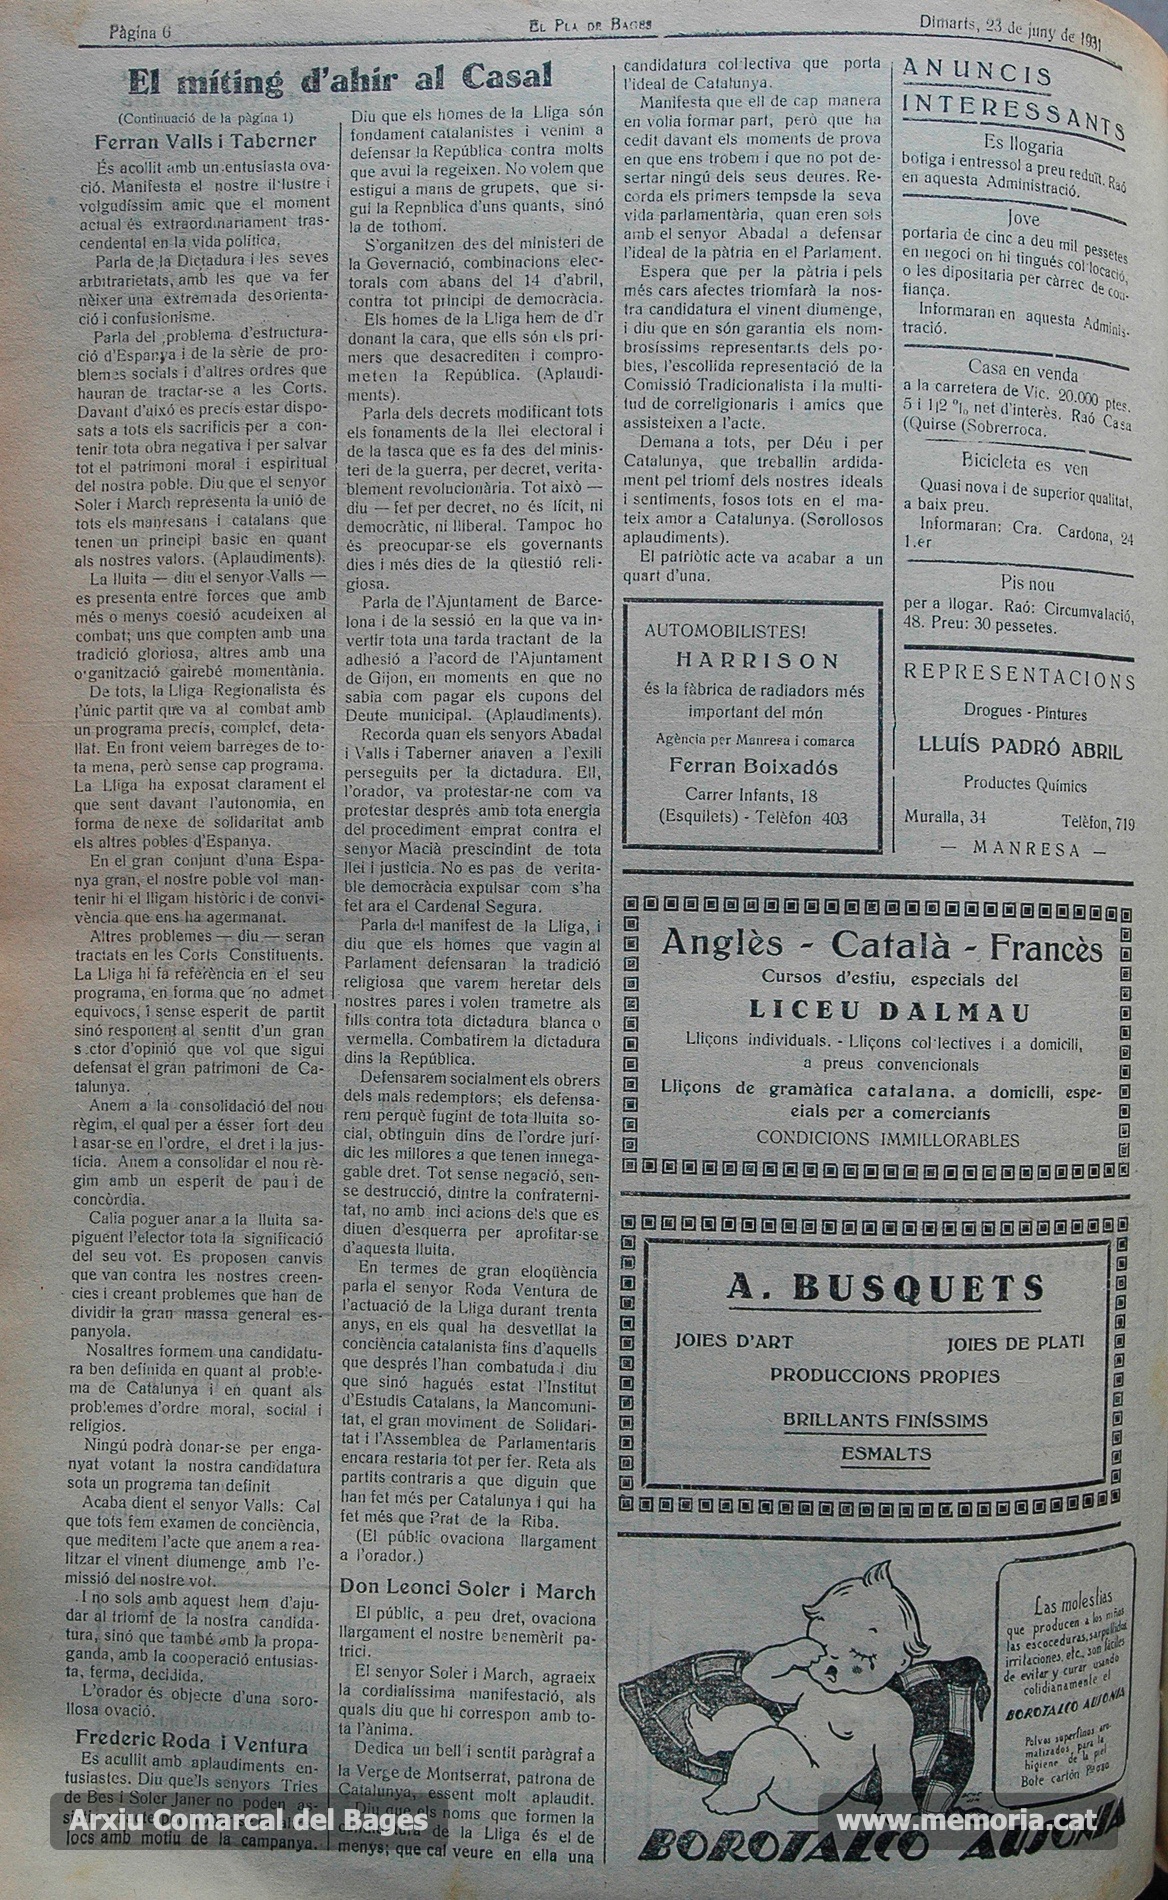 Pàgina 6
EL PLA DE BAGES
Dimarts, 23 de juny de 1931
El míting d'ahir al Casal
(Continuació de la pàgina 1)
Ferran Valls i Taberner
És acollit amb un entusiasta ova-
ció. Manifesta el nostre il·lustre i
volgudíssim amic que el moment
actual és extraordinariament tras-
cendental en la vida política,
Parla de la Dictadura i les seves
arbitrarietats, amb les que va fer
nèixer una extremada desorienta-
ció i confusionisme.
Parla del problema d'estructura-
ció d'Espanya i de la sèrie de pro-
blemes socials i d'altres ordres que
hauran de tractar-se a les Corts.
Davant d'aixó es precis estar dispo-
sats a tots els sacrificis per a con-
tenir tota obra negativa i per salvar
tot el patrimoni moral i espiritual
del nostra poble. Diu que el senyor
Soler i March representa la unió de
tots els manresans i catalans que
tenen un principi basic en quant
als nostres valors. (Aplaudiments).
La lluita — diu el senyor Valls —
es presenta entre forces que amb
més o menys coesió acudeixen al
combat; uns que compten amb una
tradició gloriosa, altres amb una
organització gairebé momentània.
De tots, la Lliga Regionalista és
l'únic partit que va al combat amb
un programa precis, complet, deta-
llat. En front veiem barreges de to-
ta mena, però sense cap programa.
La Lliga ha exposat clarament el
que sent davant l'autonomia, en
forma de nexe de solidaritat amb
els altres pobles d'Espanya.
En el gran conjunt d'una Espa-
nya gran, el nostre poble vol man-
tenir hi el lligam històric i de convi-
vència que ens ha agermanat.
Altres problemes — diu — seran
tractats en les Corts Constituents.
La Lliga hi fa referència en el seu
programa, en forma que no admet
equivocs, i sense esperit de partit
sinó responent al sentit d'un gran
sector d'opinió que vol que sigui
defensat el gran patrimoni de Ca-
talunya.
Anem a la consolidació del nou
règim, el qual per a ésser fort deu
basar-se en l'ordre, el dret i la jus-
tícia. Anem a consolidar el nou rè-
gim amb un esperit de pau i de
concòrdia.
Calia poguer anar a la lluita sa-
piguent l'elector tota la significació
del seu vot. Es proposen canvis
que van contra les nostres creen-
cies i creant problemes que han de
dividir la gran massa general es-
panyola.
Nosaltres formem una candidatu-
ra ben definida en quant al proble-
ma de Catalunya i en quant als
problemes d'ordre moral, social i
religios.
Ningú podrà donar-se per enga-
nyat votant la nostra candidatura
sota un programa tan definit
Acaba dient el senyor Valls: Cal
que tots fem examen de conciència,
que meditem l'acte que anem a rea-
litzar el vinent diumenge amb l'e-
missió del nostre vot.
I no sols amb aquest hem d'aju-
dar al triomf de la nostra candida-
tura, sinó que també amb la propa-
ganda, amb la cooperació entusias-
ta, ferma, decidida.
L'orador és objecte d'una soro-
llosa ovació.
Frederic Roda i Ventura
Es acullit amb aplaudiments en-
tusiastes. Diu que'ls senyors Tries
de Bes i Soler Janer no poden as-
locs amb motiu de la campanya.
Diu que els homes de la Lliga són
fondament catalanistes i venim a
defensar la República contra molts
que avui la regeixen. No volem que
estigui a mans de grupets, que si-
gui la Repnblica d'uns quants, sinó
la de tothom.
S'organitzen des del ministeri de
la Governació, combinacions elec-
torals com abans del 14 d'abril,
contra tot principi de democràcia.
Els homes de la Lliga hem de dir
donant la cara, que ells són els pri-
mers que desacrediten i compro-
meten la República. (Aplaudi-
ments).
Parla dels decrets modificant tots
els fonaments de la llei electoral i
de la tasca que es fa des del minis-
teri de la guerra, per decret, verita-
blement revolucionària. Tot aixó —
diu — fet per decret, no és lícit, ni
democràtic, ni lliberal. Tampoc ho
és preocupar-se els governants
dies i més dies de la qüestió reli-
giosa.
Parla de l'Ajuntament de Barce-
lona i de la sessió en la que va in-
vertir tota una tarda tractant de la
adhesió a l'acord de l'Ajuntament
de Gijon, en moments en que no
sabia com pagar els cupons del
Deute municipal. (Aplaudiments).
Recorda quan els senyors Abadal
i Valls i Taberner anaven a l'exili
perseguits per la dictadura. Ell,
l'orador, va protestar-ne com va
protestar després amb tota energia
del procediment emprat contra el
senyor Macià prescindint de tota
llei i justicia. No es pas de verita-
ble democràcia expulsar com s'ha
fet ara el Cardenal Segura.
Parla del manifest de la Lliga, i
diu que els homes que vagin al
Parlament defensaran la tradició
religiosa que varem heretar dels
nostres pares i volen trametre als
fills contra tota dictadura blanca o
vermella. Combatirem la dictadura
dins la República.
Defensarem socialment els obrers
dels mals redemptors; els defensa-
rem perquè fugint de tota lluita so-
cial, obtinguin dins de l'ordre jurí-
dic les millores a que tenen innega-
gable dret. Tot sense negació, sen-
se destrucció, dintre la confraterni-
tat, no amb inci acions dels que es
diuen d'esquerra per aprofitar-se
d'aquesta lluita.
En termes de gran eloqüència
parla el senyor Roda Ventura de
l'actuació de la Lliga durant trenta
anys, en els qual ha desvetllat la
conciència catalanista fins d'aquells
que després l'han combatuda i diu
que sinó hagués estat l'Institut
d'Estudis Catalans, la Mancomuni-
tat, el gran moviment de Solidari-
tat i l'Assemblea de Parlamentaris
encara restaria tot per fer. Reta als
partits contraris a que diguin que
han fet més per Catalunya i qui ha
fet més que Prat de la Riba.
(El públic ovaciona llargament
a l'orador.)
Don Leonci Soler i March
El públic, a peu dret, ovaciona
llargament el nostre benemèrit pa-
trici.
El senyor Soler i March, agraeix
la cordialíssima manifestació, als
quals diu que hi correspon amb to-
ta l'ànima.
Dedica un bell i sentit paràgraf a
la Verge de Montserrat, patrona de
Catalunya, essent molt aplaudit.
Diu que els noms que formen la
candidatura de la Lliga és el de
menys; que cal veure en ella una
candidatura col·lectiva que porta
l'ideal de Catalunya.
Manifesta que ell de cap manera
en volia formar part, però que ha
cedit davant els moments de prova
en que ens trobem i que no pot de-
sertar ningú dels seus deures. Re-
corda els primers tempsde la seva
vida parlamentària, quan eren sols
amb el senyor Abadal a defensar
l'ideal de la pàtria en el Parlament.
Espera que per la pàtria i pels
més cars afectes triomfarà la nos-
tra candidatura el vinent diumenge,
i diu que en són garantia els nom-
brosíssims representants dels po-
bles, l'escollida representació de la
Comissió Tradicionalista i la multi-
tud de correligionaris i amics que
assisteixen a l'acte.
Demana a tots, per Déu i per
Catalunya, que treballin ardida-
ment pel triomf dels nostres ideals
i sentiments, fosos tots en el ma-
teix amor a Catalunya. (Sorollosos
aplaudiments).
El patriòtic acte va acabar a un
quart d'una.
AUTOMOBILISTES!
HARRISON
és la fàbrica de radiadors més
important del món
Agència per Manresa i comarca
Ferran Boixadós
Carrer Infants, 18
(Esquilets) - Telèfon 403
ANUNCIS
INTERESSANTS
Es llogaria
botiga i entressol a preu reduït. Raó
en aquesta Administració.
Jove
portaria de cinc a deu mil pessetes
en negoci on hi tingués col·locació,
o les dipositaria per càrrec de con-
fiança.
Informaran en aquesta Adminis-
tració.
Casa en venda
a la carretera de Vic. 20.000 ptes.
5 i 1|2 %, net d'interès. Raó Casa
(Quirse (Sobrerroca.
Bicicleta es ven
Quasi nova i de superior qualitat,
a baix preu.
Informaran: Cra. Cardona, 24
1.er
Pis nou
per a llogar. Raó: Circumvalació,
48. Preu: 30 pessetes.
REPRESENTACIONS
Drogues - Pintures
LLUÍS PADRÓ ABRIL
Productes Químics
Muralla, 34
Telèfon, 719
— MANRESA —
Anglès - Català - Francès
Cursos d'estiu, especials del
LICEU DALMAU
Lliçons individuals. - Lliçons col·lectives i a domicili,
a preus convencionals
Lliçons de gramàtica catalana, a domicili, espe-
cials per a comerciants
CONDICIONS IMMILLORABLES
A. BUSQUETS
JOIES D'ART
JOIES DE PLATI
PRODUCCIONS PROPIES
BRILLANTS FINÍSSIMS
ESMALTS
Las molestias
que producen a los niños
las escoceduras, sarpullidos
irritaciones, etc., son fáciles
de evitar y curar usando
cotidianamente el
BOROTALCO AUSONIA
Polvos superfinos aro-
matizados, para la
higiene de la piel
Bote cartón
BOROTALCO AUSONIA
Arxiu Comarcal del Bages
www.memoria.cat